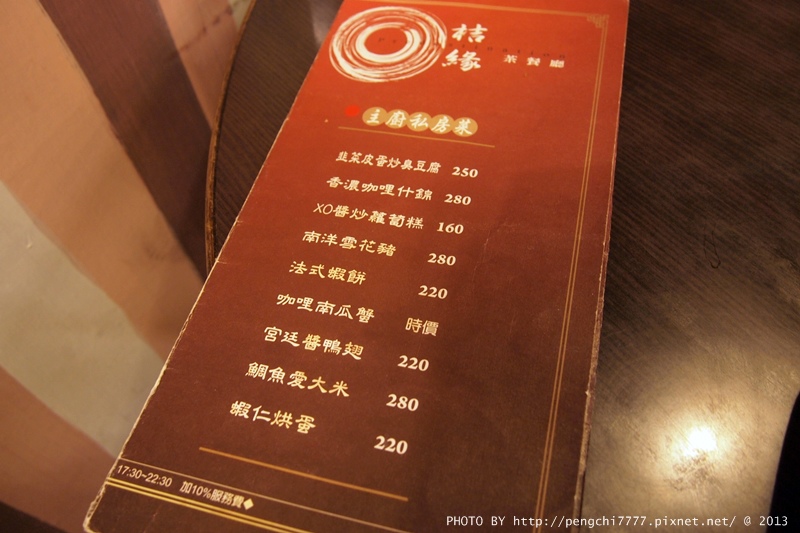 桔緣 茶餐廳
主廚私房菜
韭菜皮蛋炒臭豆腐 250
香濃咖哩什錦 280
XO醬炒蘿蔔糕 160
南洋雪花豬 280
法式蝦餅 220
咖哩南瓜蟹 時價
宮廷醬鴨翅 220
鯛魚愛大米 280
蝦仁烘蛋 220
17:30~22:30 加10%服務費
PHOTO BY http://pengchi7777.pixnet.net/ @ 2013